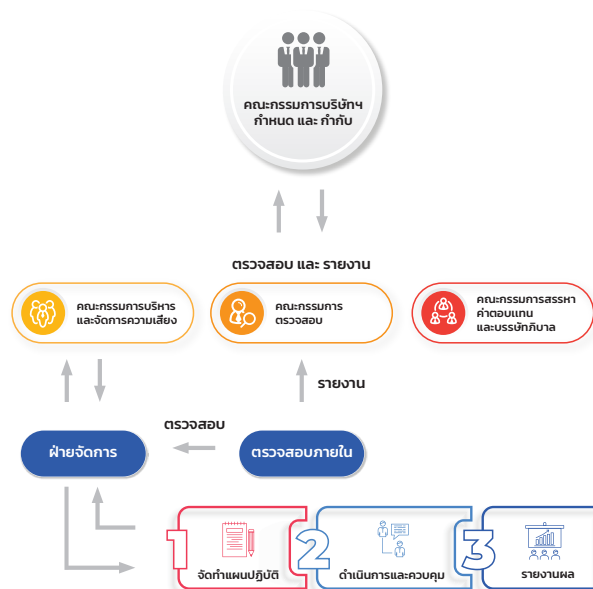 คณะกรรมการบริษัทฯ
กำหนด และ กำกับ
ตรวจสอบ และ รายงาน
คณะกรรมการบริหาร
และจัดการความเสี่ยง
คณะกรรมการ
ตรวจสอบ
คณะกรรมการสรรหา
ค่าตอบแทน
และบรรษัทภิบาล
รายงาน
ตรวจสอบ
ฝ่ายจัดการ
ตรวจสอบภายใน
1
จัดทำแผนปฏิบัติ
2
ดำเนินการและควบคุม
3
รายงานผล